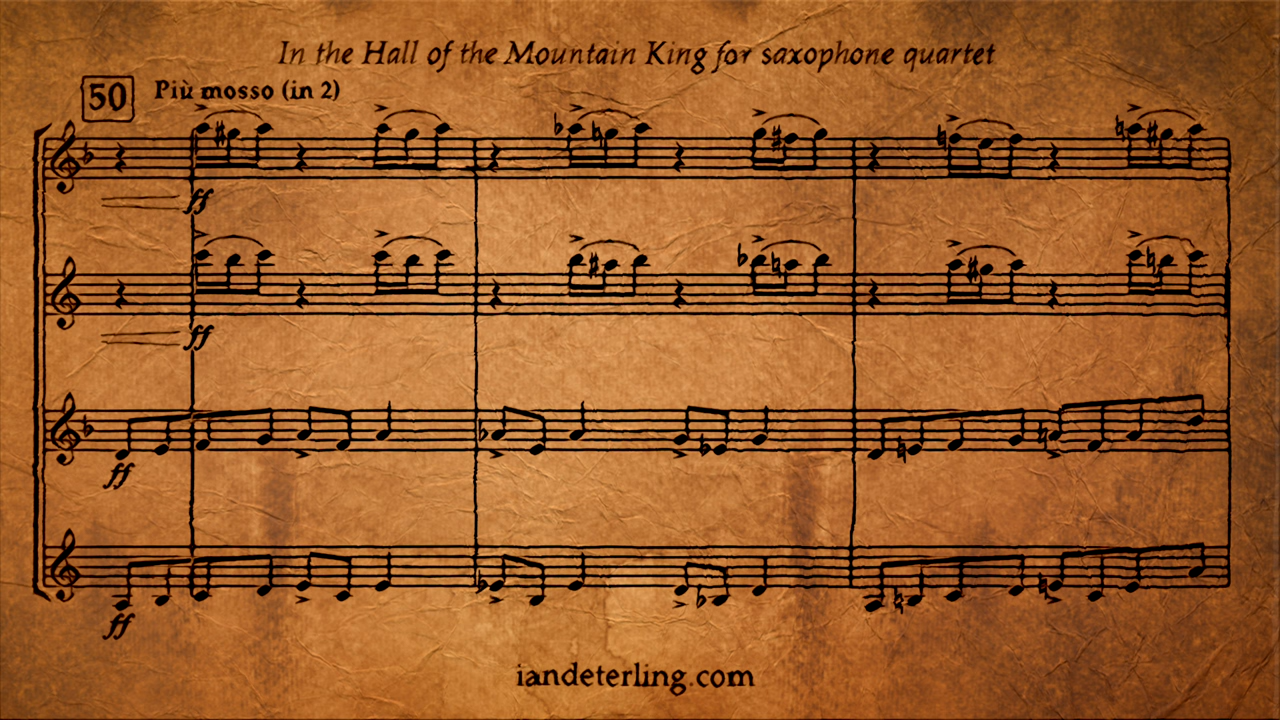 In the Hall of the Mountain King for saxophone quartet
50 Più mosso (in 2)
ff
ff
ff
ff
iandeterling.com